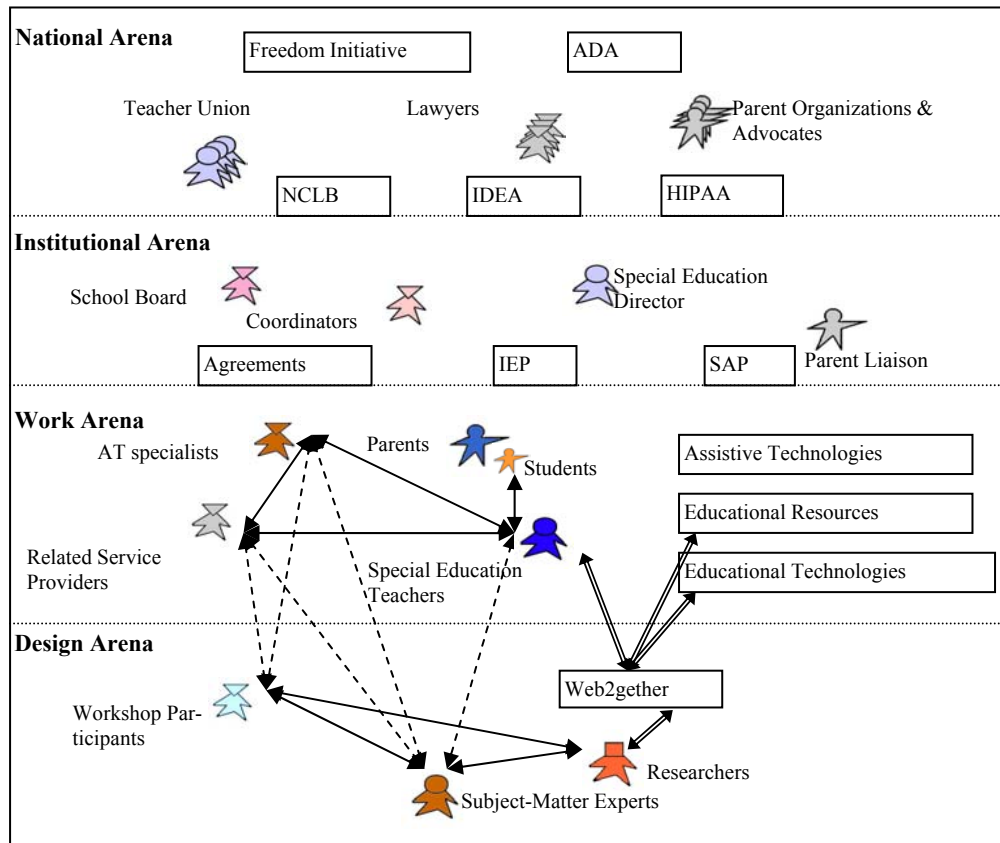 National Arena
Freedom Initiative
ADA
Teacher Union
Lawyers
Parent Organizations &
Advocates
NCLB
IDEA
HIPAA
Institutional Arena
School Board
Coordinators
Special Education
Director
Agreements
IEP
SAP
Parent Liaison
Work Arena
AT specialists
Parents
Students
Assistive Technologies
Educational Resources
Related Service
Providers
Special Education
Teachers
Educational Technologies
Design Arena
Web2gether
Workshop Par-
ticipants
Researchers
Subject-Matter Experts